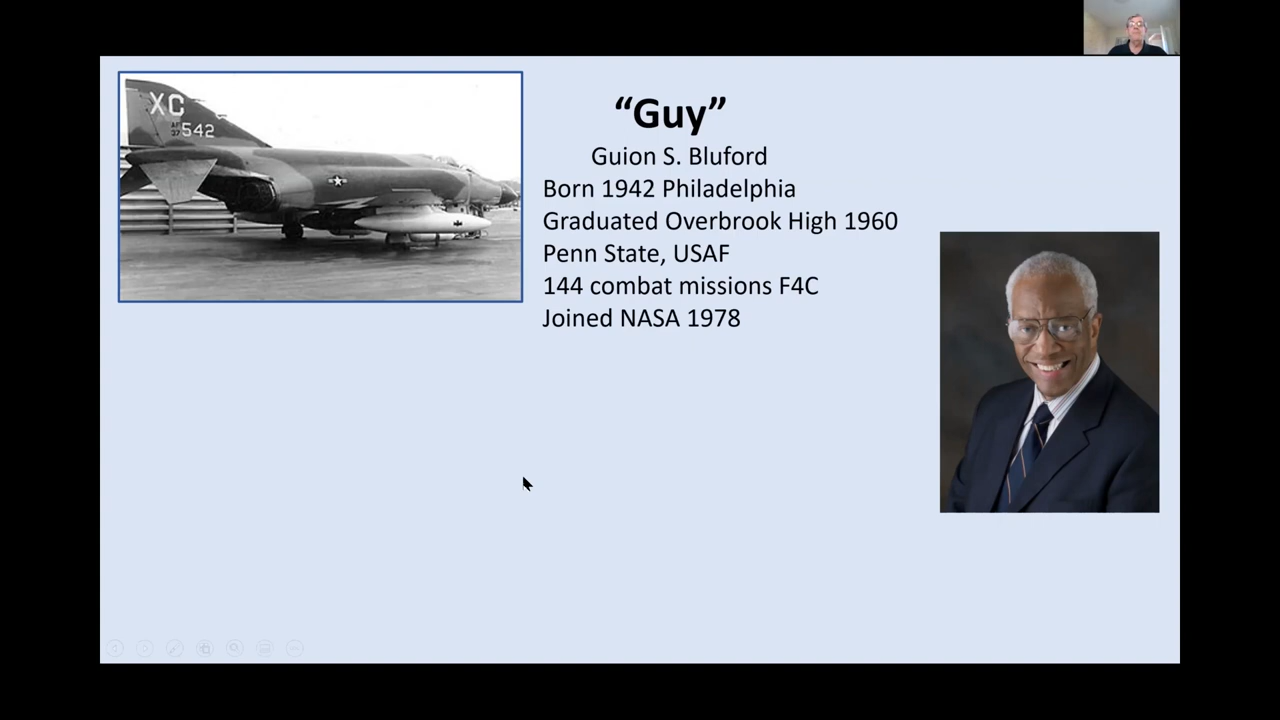 XC
AF
37 542
“Guy”
Guion S. Bluford
Born 1942 Philadelphia
Graduated Overbrook High 1960
Penn State, USAF
144 combat missions F4C
Joined NASA 1978